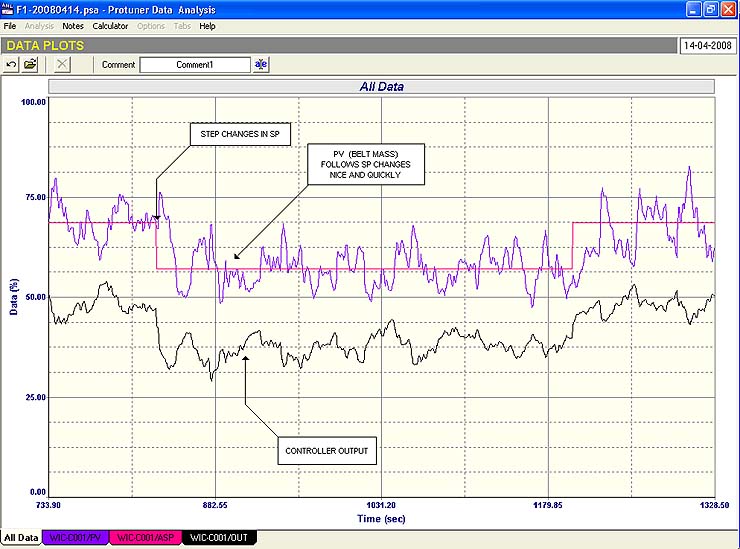 F1-20080414.psa - Protuner Data Analysis
File Analysis Notes Calculator Options Tabs Help
DATA PLOTS
14-04-2008
Comment
Comment1
All Data
100.00
75.00
50.00
25.00
0.00
Data (%)
STEP CHANGES IN SP
PV (BELT MASS)
FOLLOWS SP CHANGES
NICE AND QUICKLY
CONTROLLER OUTPUT
733.90 882.55 1031.20 1179.85 1328.50
Time (sec)
All Data WIC-C001/PV WIC-C001/ASP WIC-C001/OUT